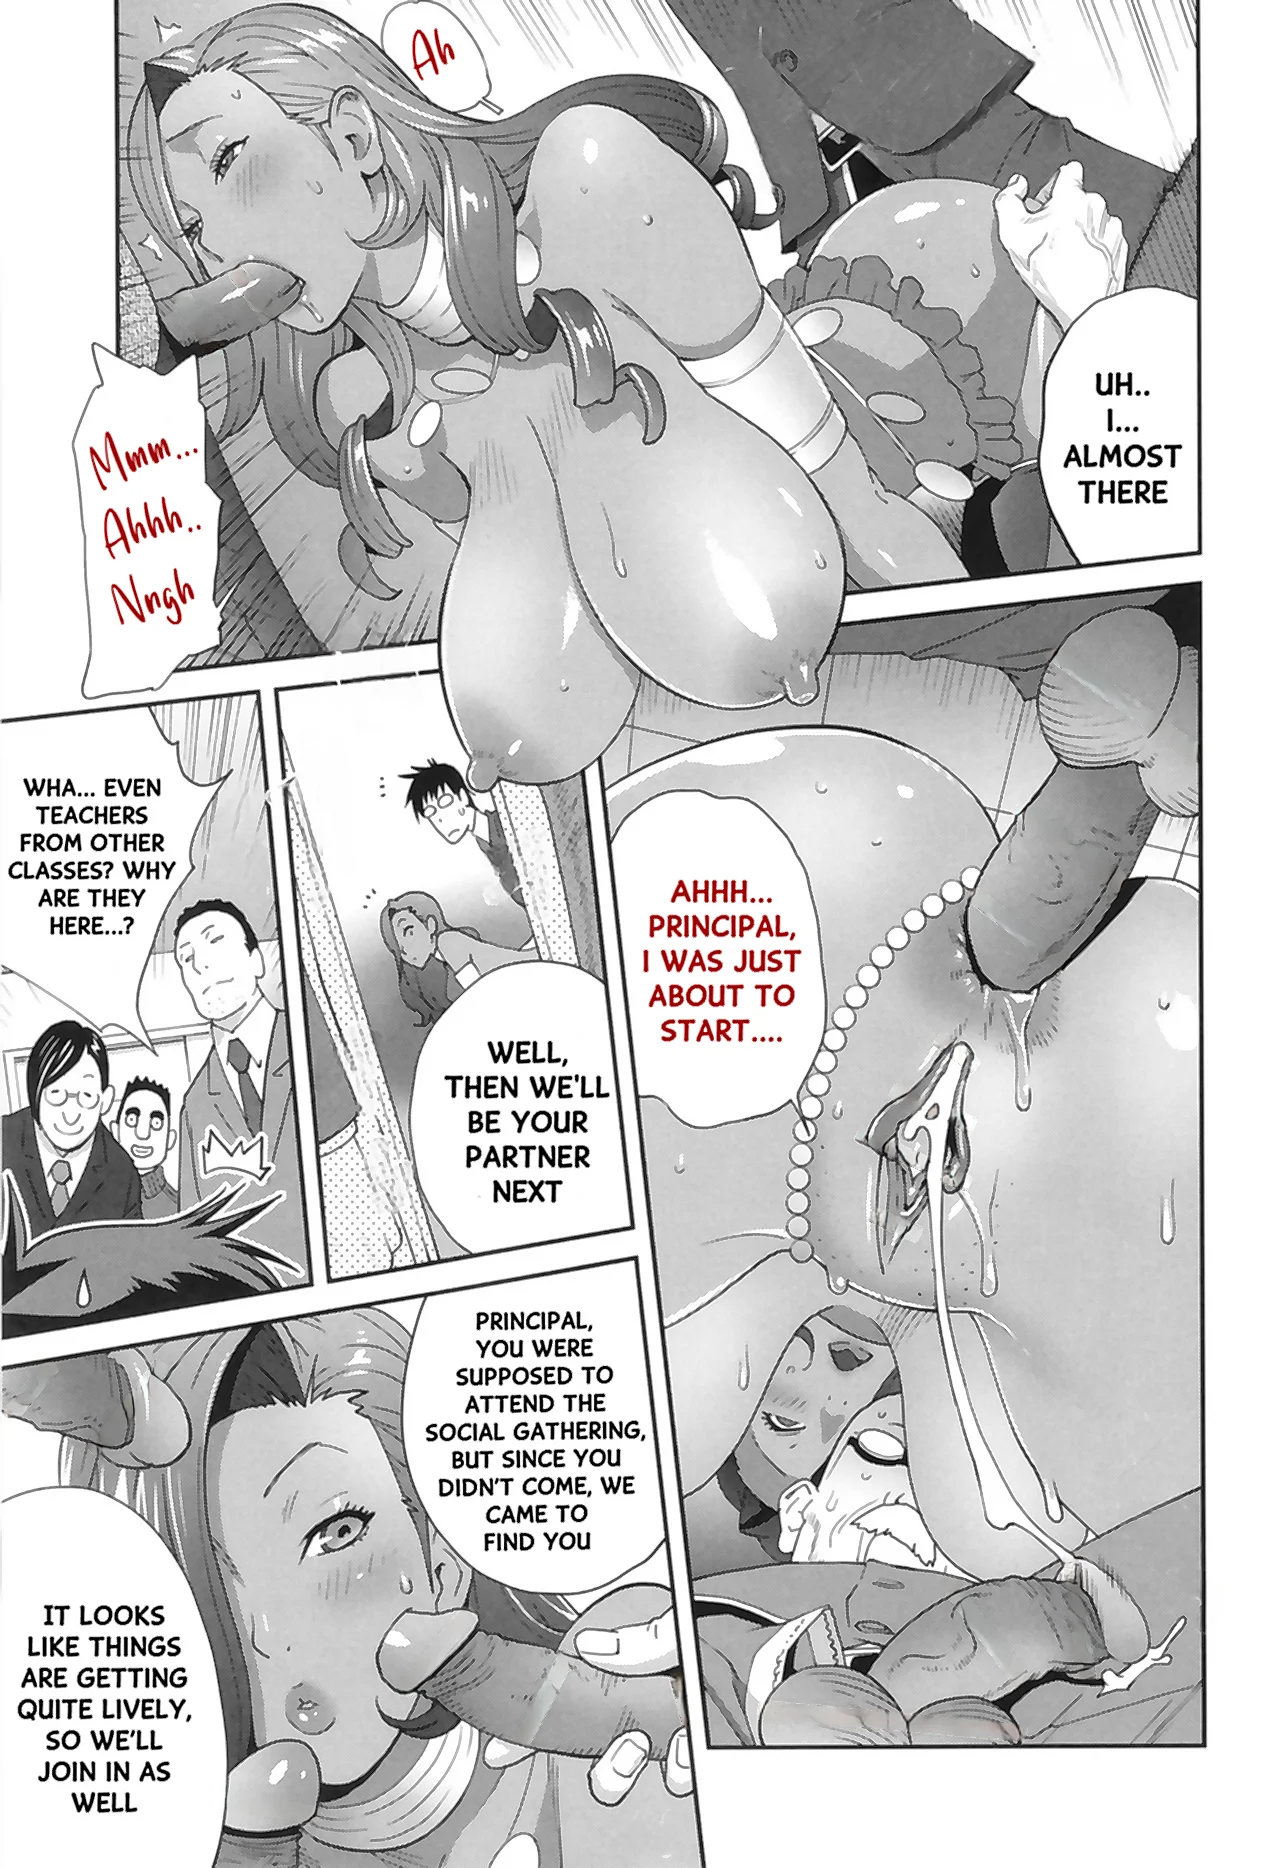 Ah
UH..
I...
ALMOST
THERE
Mmm...
Ahhh..
Nngh
AHHH...
PRINCIPAL,
I WAS JUST
ABOUT TO
START....
WELL,
THEN WE'LL
BE YOUR
PARTNER
NEXT
WHA... EVEN
TEACHERS
FROM OTHER
CLASSES? WHY
ARE THEY
HERE...?
PRINCIPAL,
YOU WERE
SUPPOSED TO
ATTEND THE
SOCIAL GATHERING,
BUT SINCE YOU
DIDN'T COME, WE
CAME TO
FIND YOU
IT LOOKS
LIKE THINGS
ARE GETTING
QUITE LIVELY,
SO WE'LL
JOIN IN AS
WELL